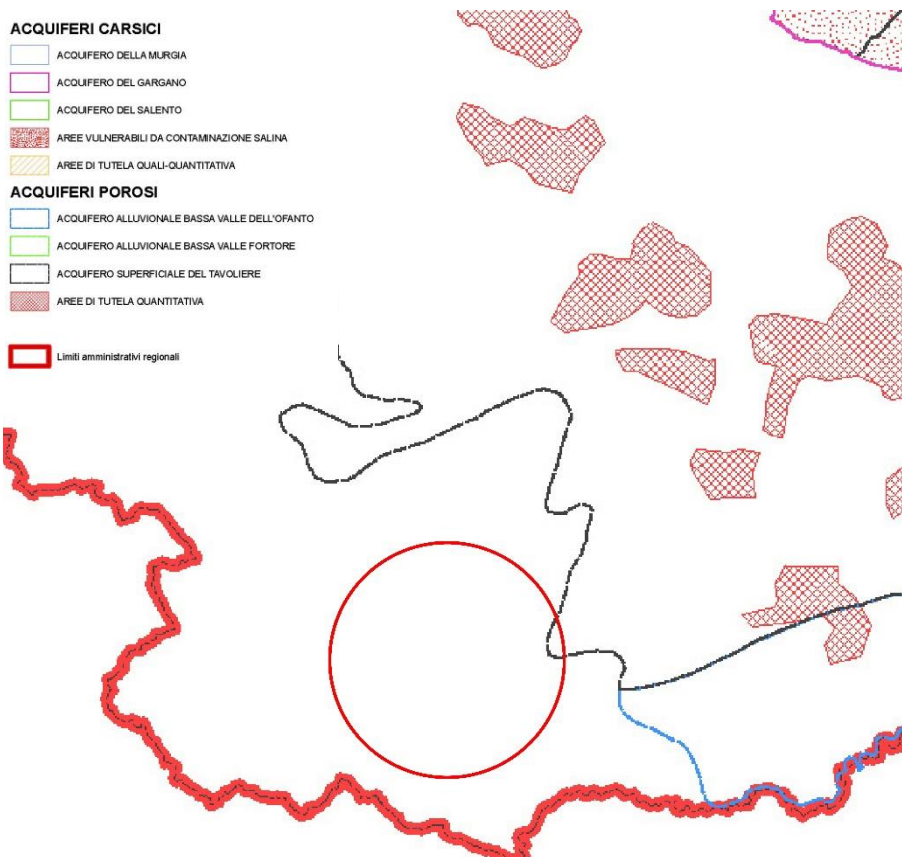 ACQUIFERI CARSICI
ACQUIFERO DELLA MURGIA
ACQUIFERO DEL GARGANO
ACQUIFERO DEL SALENTO
AREE VULNERABILI DA CONTAMINAZIONE SALINA
AREE DI TUTELA QUALI-QUANTITATIVA
ACQUIFERI POROSI
ACQUIFERO ALLUVIONALE BASSA VALLE DELL'OFANTO
ACQUIFERO ALLUVIONALE BASSA VALLE FORTORE
ACQUIFERO SUPERFICIALE DEL TAVOLIERE
AREE DI TUTELA QUANTITATIVA
Limiti amministrativi regionali